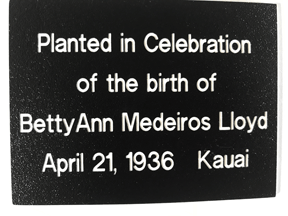 Planted in Celebration
of the birth of
BettyAnn Medeiros Lloyd
April 21, 1936 Kauai